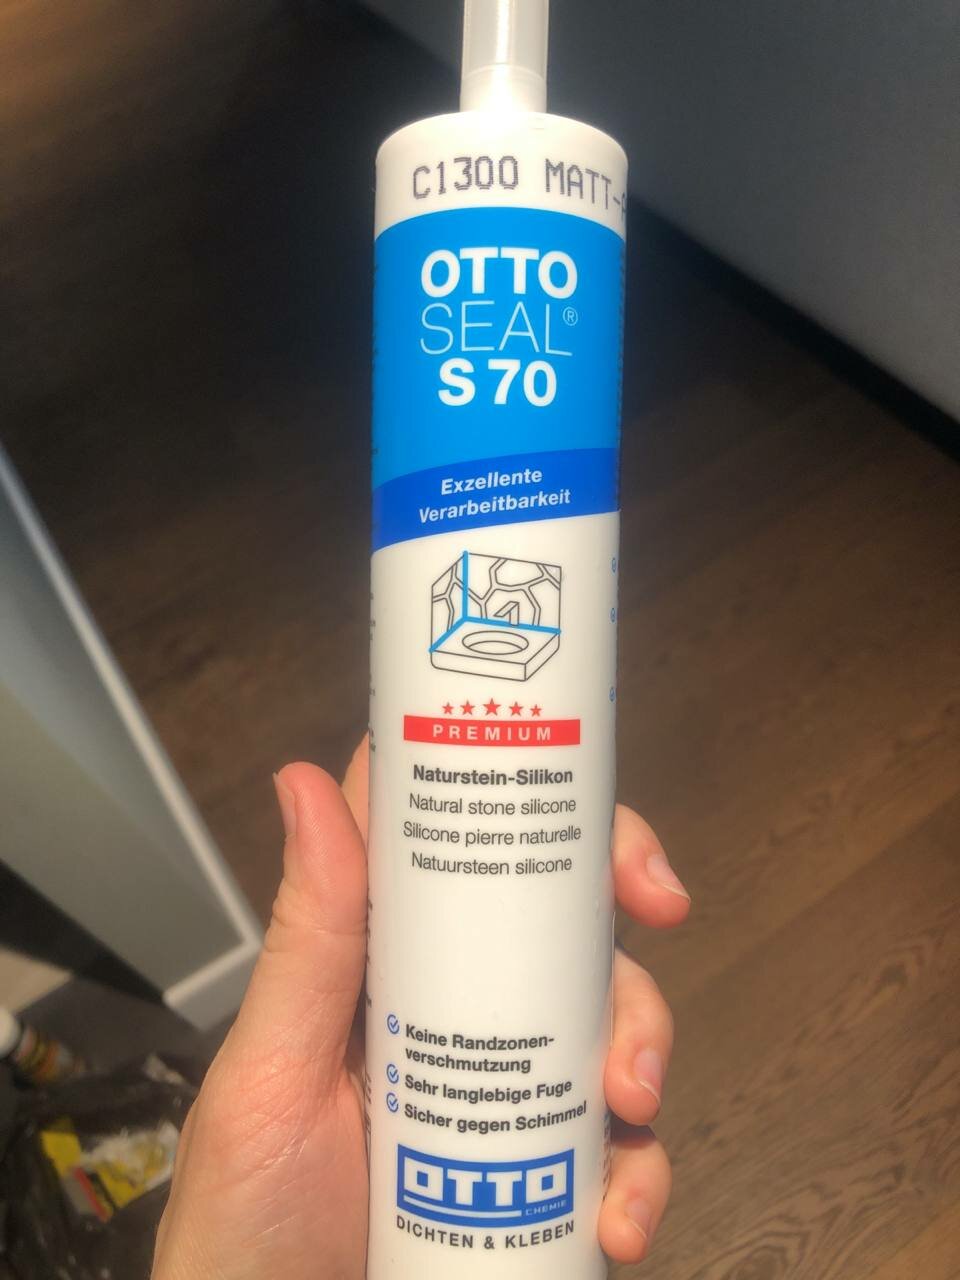 C1300 MATT-
OTTO
SEAL®
S 70
Exzellente
Verarbeitbarkeit
PREMIUM
Naturstein-Silikon
Natural stone silicone
Silicone pierre naturelle
Natuursteen silicone
Keine Randzonen-
verschmutzung
Sehr langlebige Fuge
Sicher gegen Schimmel
OTTO
CHEMIE
DICHTEN & KLEBEN